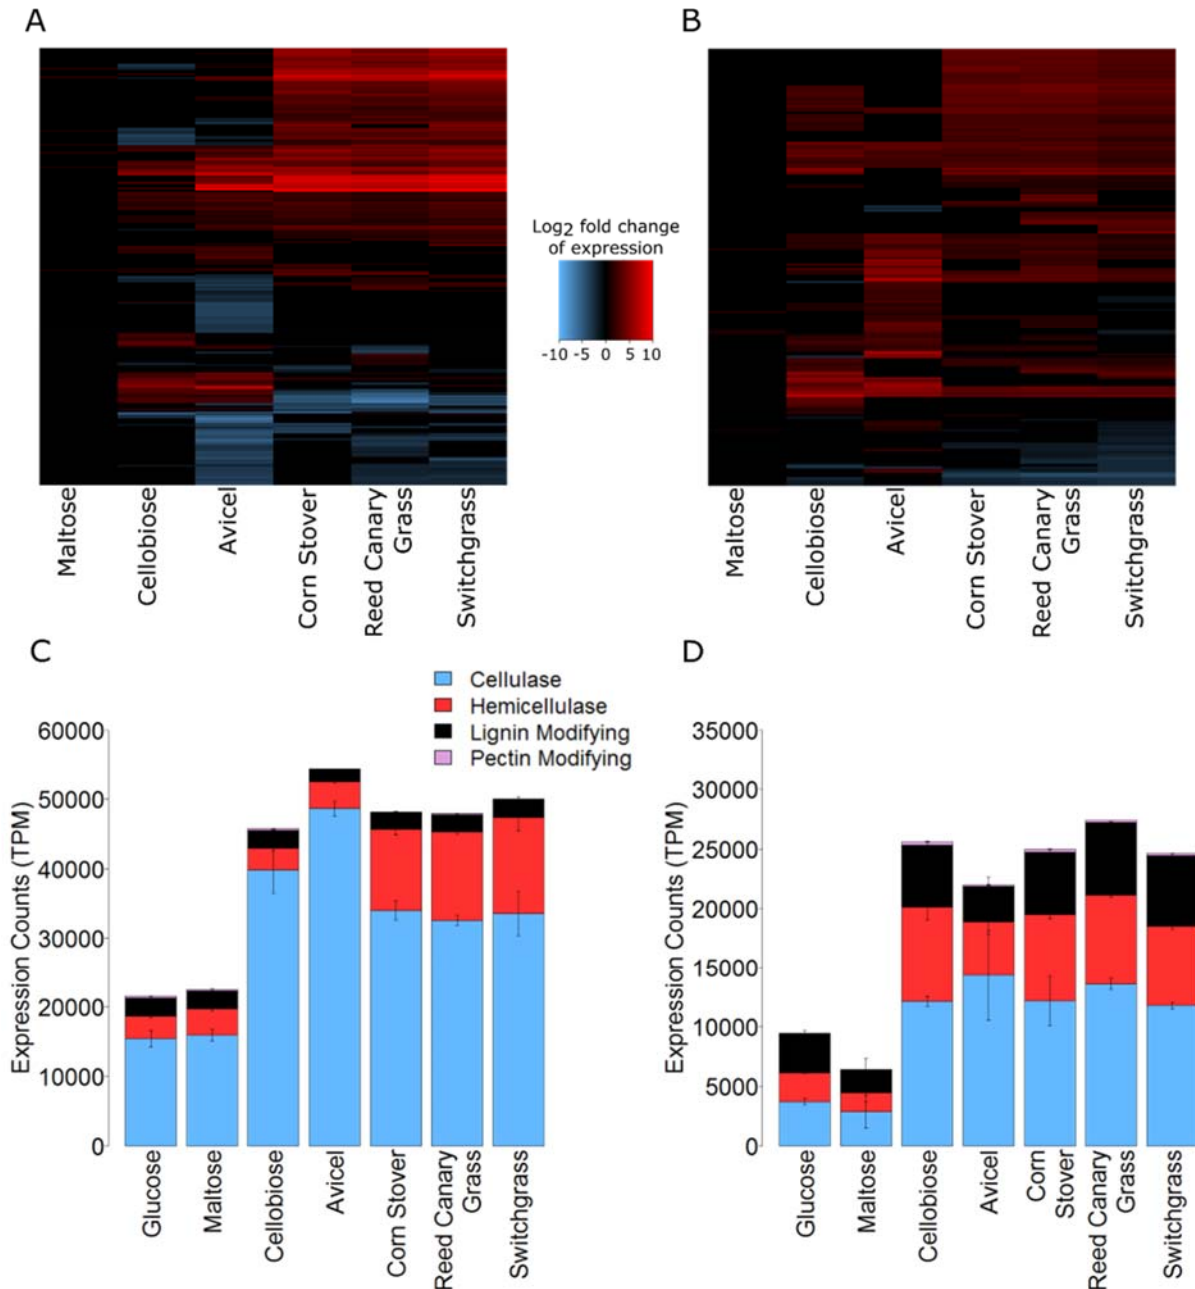 A
B
Log2 fold change
of expression
-10 -5 0 5 10
Maltose
Cellobiose
Avicel
Corn Stover
Reed Canary
Grass
Switchgrass
Maltose
Cellobiose
Avicel
Corn Stover
Reed Canary
Grass
Switchgrass
C
D
Cellulase
Hemicellulase
Lignin Modifying
Pectin Modifying
Expression Counts (TPM)
60000
50000
40000
30000
20000
10000
0
Glucose
Maltose
Cellobiose
Avicel
Corn Stover
Reed Canary
Grass
Switchgrass
Expression Counts (TPM)
35000
30000
25000
20000
15000
10000
5000
0
Glucose
Maltose
Cellobiose
Avicel
Corn
Stover
Reed Canary
Grass
Switchgrass